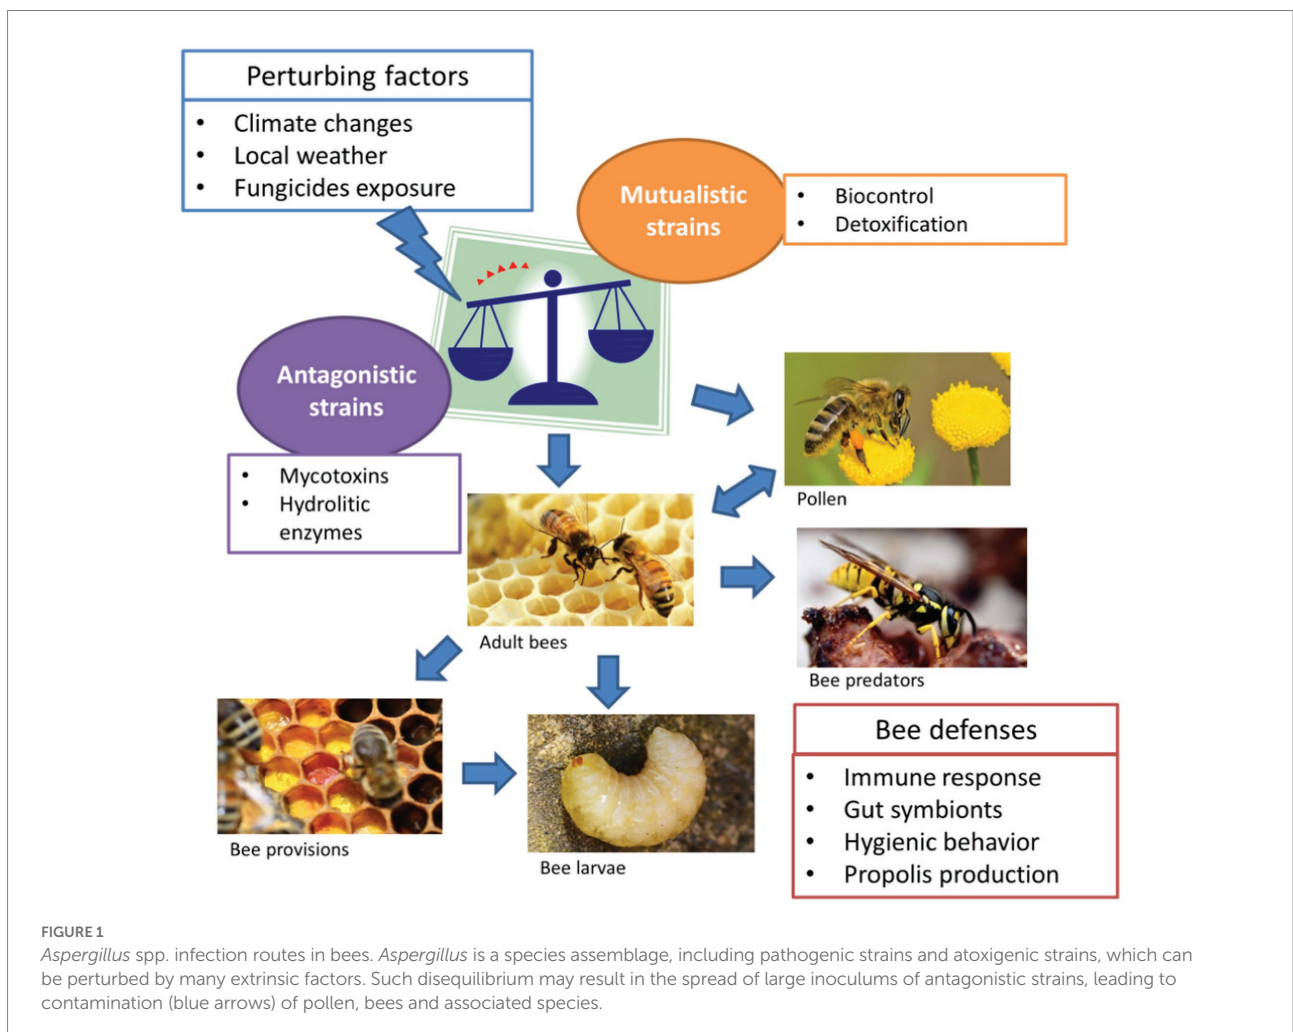 Perturbing factors
• Climate changes
• Local weather
• Fungicides exposure
Mutualistic
strains
• Biocontrol
• Detoxification
Antagonistic
strains
• Mycotoxins
• Hydrolitic
enzymes
Pollen
Adult bees
Bee predators
Bee provisions
Bee larvae
Bee defenses
• Immune response
• Gut symbionts
• Hygienic behavior
• Propolis production
FIGURE 1
Aspergillus spp. infection routes in bees. Aspergillus is a species assemblage, including pathogenic strains and atoxigenic strains, which can
be perturbed by many extrinsic factors. Such disequilibrium may result in the spread of large inoculums of antagonistic strains, leading to
contamination (blue arrows) of pollen, bees and associated species.